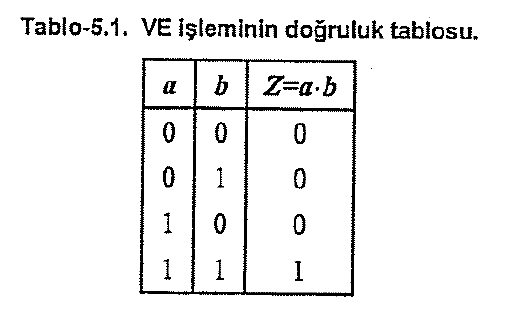 Tablo-5.1. VE işleminin doğruluk tablosu.
a b Z=a·b
0 0 0
0 1 0
1 0 0
1 1 1